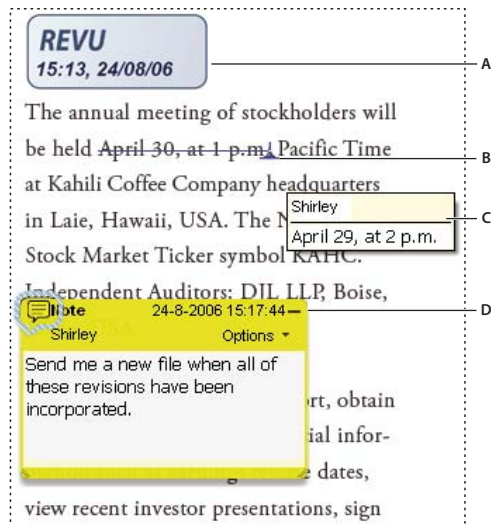 REVU
15:13, 24/08/06
A
The annual meeting of stockholders will
be held April 30, at 1 p.m. Pacific Time
B
at Kahili Coffee Company headquarters
Shirley
C
in Laie, Hawaii, USA. The N
April 29, at 2 p.m.
Stock Market Ticker symbol KAHC.
Independent Auditors: DJL LLP, Boise,
Note 24-8-2006 15:17:44
D
Shirley Options
Send me a new file when all of
these revisions have been
incorporated.
rt, obtain
ial infor-
dates,
view recent investor presentations, sign